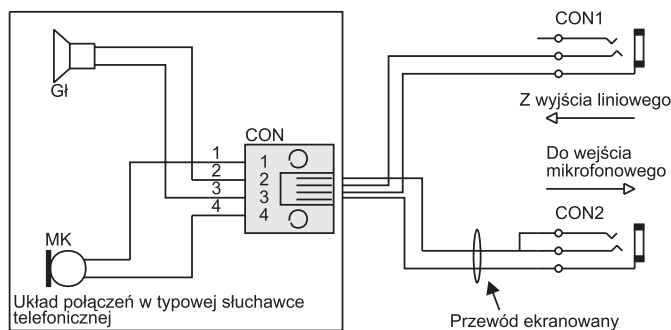 CON1
Gł
Z wyjścia liniowego
CON
Do wejścia
mikrofonowego
1
2
3
4
1
2
3
4
CON2
MK
Układ połączeń w typowej słuchawce
telefonicznej
Przewód ekranowany